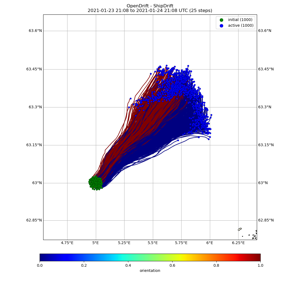 OpenDrift - ShipDrift
2021-01-23 21:08 to 2021-01-24 21:08 UTC (25 steps)
initial (1000)
active (1000)
63.6°N
63.45°N 63.45°N
63.3°N 63.3°N
63.15°N 63.15°N
63°N 63°N
62.85°N 62.85°N
4.75°E 5°E 5.25°E 5.5°E 5.75°E 6°E 6.25°E
0.0 0.2 0.4 0.6 0.8 1.0
orientation